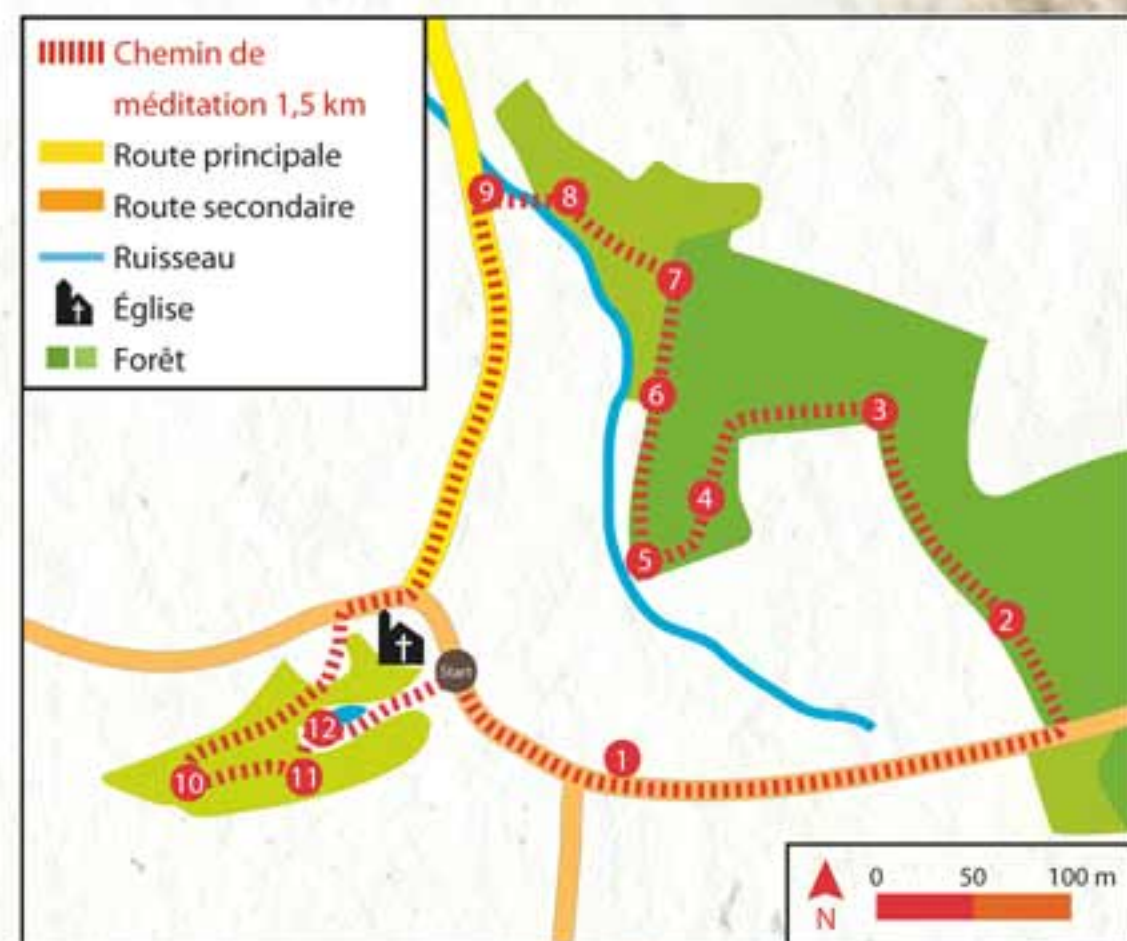 Chemin de
méditation 1,5 km
Route principale
Route secondaire
Ruisseau
Église
Forêt
9
8
7
6
3
4
5
2
Start
12
1
10
11
0 50 100 m
N